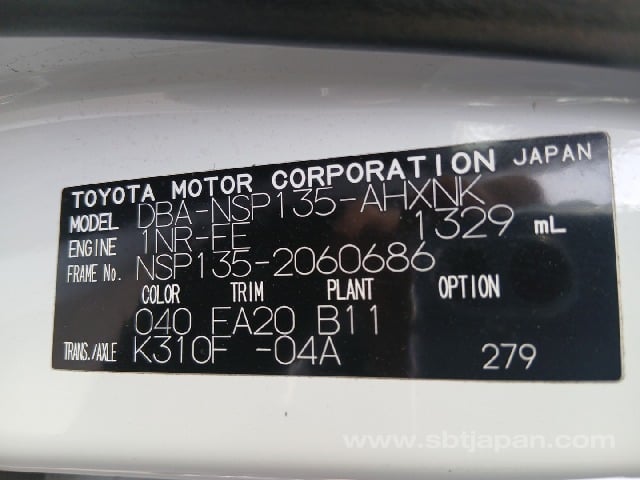 TOYOTA MOTOR CORPORATION JAPAN
MODEL DBA-NSP135-AHXNK
ENGINE 1NR-FE 1329 mL
FRAME No. NSP135-2060686
COLOR TRIM PLANT OPTION
040 FA20 B11
TRANS./AXLE K310F -04A 279
www.sbtjapan.com